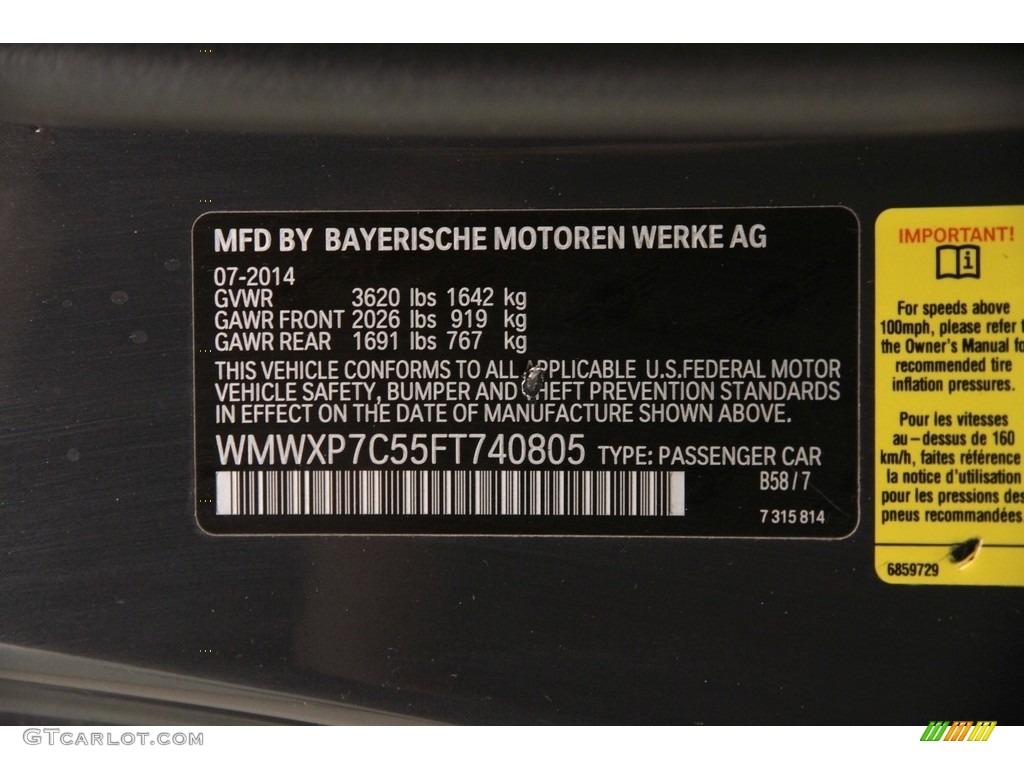 MFD BY BAYERISCHE MOTOREN WERKE AG
07-2014
GVWR 3620 lbs 1642 kg
GAWR FRONT 2026 lbs 919 kg
GAWR REAR 1691 lbs 767 kg
THIS VEHICLE CONFORMS TO ALL APPLICABLE U.S.FEDERAL MOTOR
VEHICLE SAFETY, BUMPER AND THEFT PREVENTION STANDARDS
IN EFFECT ON THE DATE OF MANUFACTURE SHOWN ABOVE.
WMWXP7C55FT740805 TYPE: PASSENGER CAR
B58 / 7
7 315 814
IMPORTANT!
For speeds above
100mph, please refer
the Owner's Manual
recommended tire
inflation pressures.
Pour les vitesses
au-dessus de 160
km/h, faites référence
la notice d'utilisation
pour les pressions des
pneus recommandées
6859729
GTCarlot.com